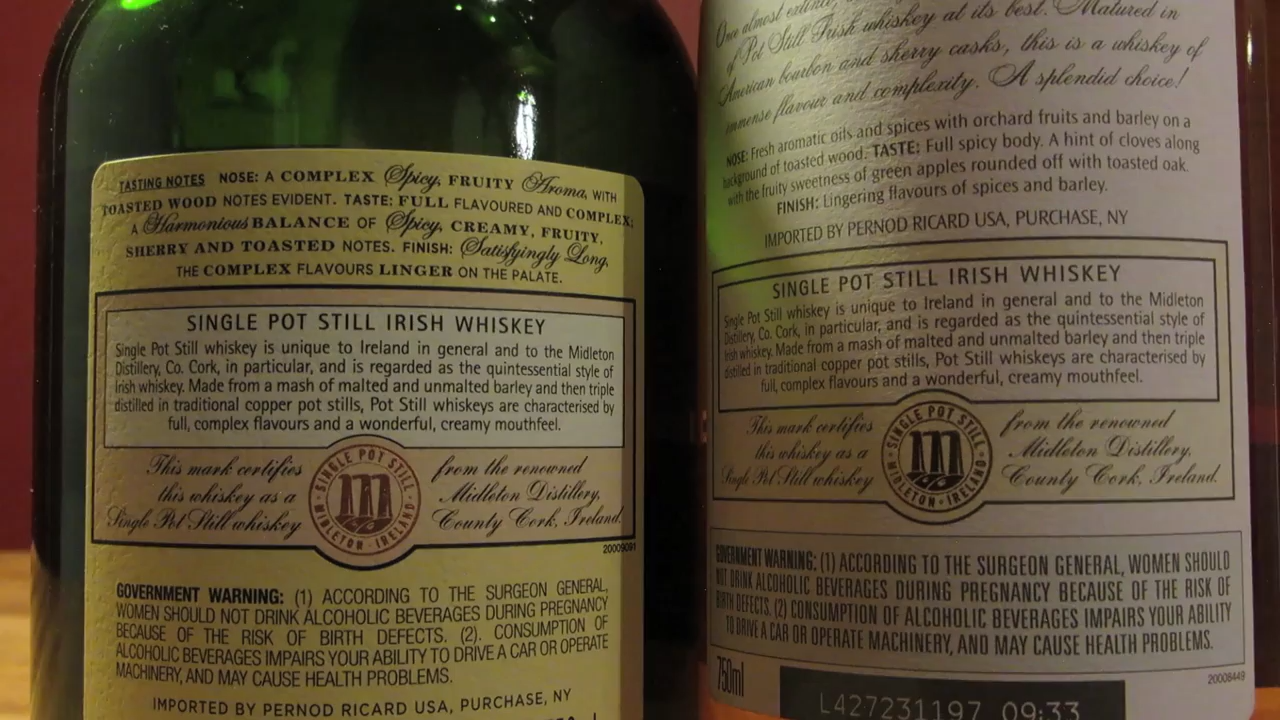 TASTING NOTES NOSE: A COMPLEX Spicy, FRUITY Aroma, WITH
TOASTED WOOD NOTES EVIDENT. TASTE: FULL FLAVOURED AND COMPLEX;
A Harmonious BALANCE OF Spicy, CREAMY, FRUITY,
SHERRY AND TOASTED NOTES. FINISH: Satisfyingly Long,
THE COMPLEX FLAVOURS LINGER ON THE PALATE.
SINGLE POT STILL IRISH WHISKEY
Single Pot Still whiskey is unique to Ireland in general and to the Midleton
Distillery, Co. Cork, in particular, and is regarded as the quintessential style of
Irish whiskey. Made from a mash of malted and unmalted barley and then triple
distilled in traditional copper pot stills, Pot Still whiskeys are characterised by
full, complex flavours and a wonderful, creamy mouthfeel.
This mark certifies
this whiskey as a
Single Pot Still whiskey
SINGLE POT STILL
MIDLETON · IRELAND
from the renowned
Midleton Distillery,
County Cork, Ireland.
20009091
GOVERNMENT WARNING: (1) ACCORDING TO THE SURGEON GENERAL,
WOMEN SHOULD NOT DRINK ALCOHOLIC BEVERAGES DURING PREGNANCY
BECAUSE OF THE RISK OF BIRTH DEFECTS. (2). CONSUMPTION OF
ALCOHOLIC BEVERAGES IMPAIRS YOUR ABILITY TO DRIVE A CAR OR OPERATE
MACHINERY, AND MAY CAUSE HEALTH PROBLEMS.
IMPORTED BY PERNOD RICARD USA, PURCHASE, NY
Once almost extinct,
of Pot Still Irish whiskey at its best. Matured in
American bourbon and sherry casks, this is a whiskey of
immense flavour and complexity. A splendid choice!
NOSE: Fresh aromatic oils and spices with orchard fruits and barley on a
background of toasted wood. TASTE: Full spicy body. A hint of cloves along
with the fruity sweetness of green apples rounded off with toasted oak.
FINISH: Lingering flavours of spices and barley.
IMPORTED BY PERNOD RICARD USA, PURCHASE, NY
SINGLE POT STILL IRISH WHISKEY
Single Pot Still whiskey is unique to Ireland in general and to the Midleton
Distillery, Co. Cork, in particular, and is regarded as the quintessential style of
Irish whiskey. Made from a mash of malted and unmalted barley and then triple
distilled in traditional copper pot stills, Pot Still whiskeys are characterised by
full, complex flavours and a wonderful, creamy mouthfeel.
This mark certifies
this whiskey as a
Single Pot Still whiskey
SINGLE POT STILL
MIDLETON · IRELAND
from the renowned
Midleton Distillery,
County Cork, Ireland.
GOVERNMENT WARNING: (1) ACCORDING TO THE SURGEON GENERAL, WOMEN SHOULD
NOT DRINK ALCOHOLIC BEVERAGES DURING PREGNANCY BECAUSE OF THE RISK OF
BIRTH DEFECTS. (2) CONSUMPTION OF ALCOHOLIC BEVERAGES IMPAIRS YOUR ABILITY
TO DRIVE A CAR OR OPERATE MACHINERY, AND MAY CAUSE HEALTH PROBLEMS.
20008449
750ml
L427231197 09:33